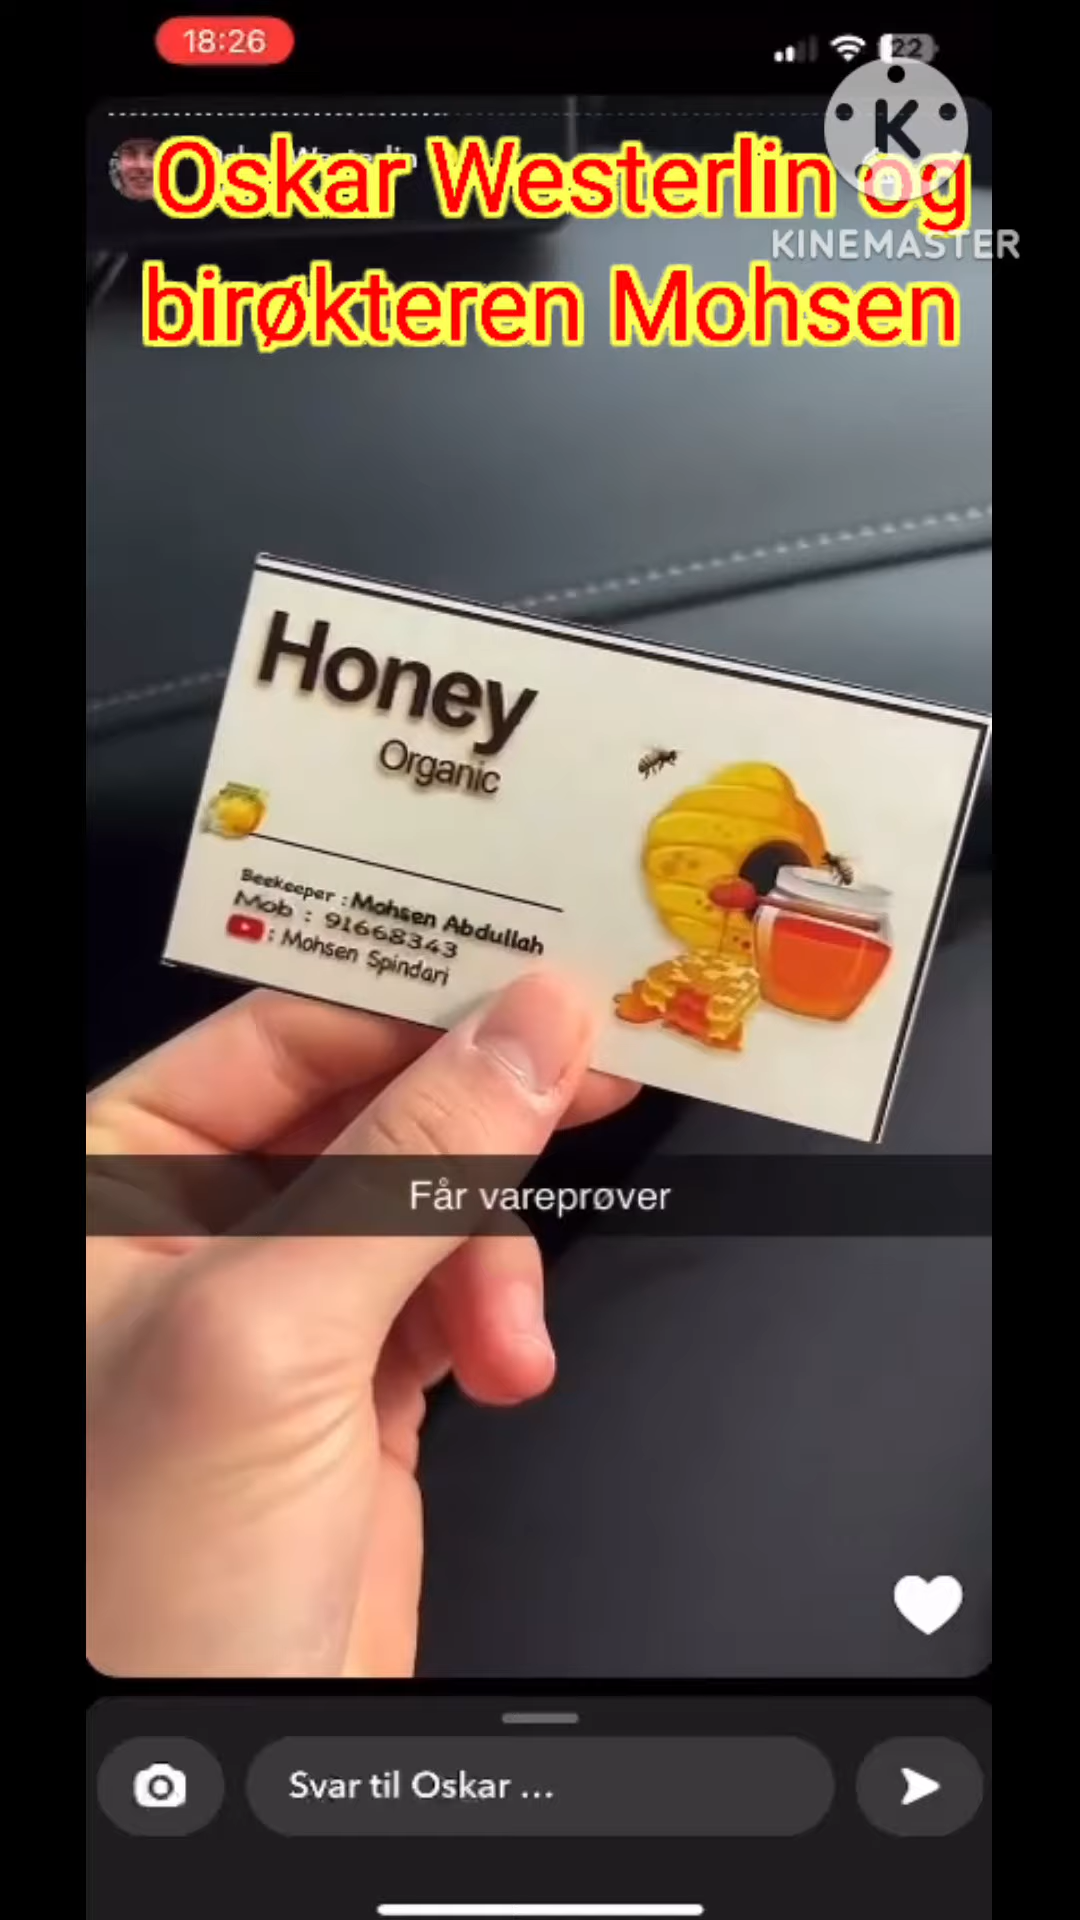 18:26
22
Oskar Westerlin og
birøkteren Mohsen
K
KINEMASTER
Honey
Organic
Beekeeper : Mohsen Abdullah
Mob : 91668343
: Mohsen Spindari
Får vareprøver
Svar til Oskar ...